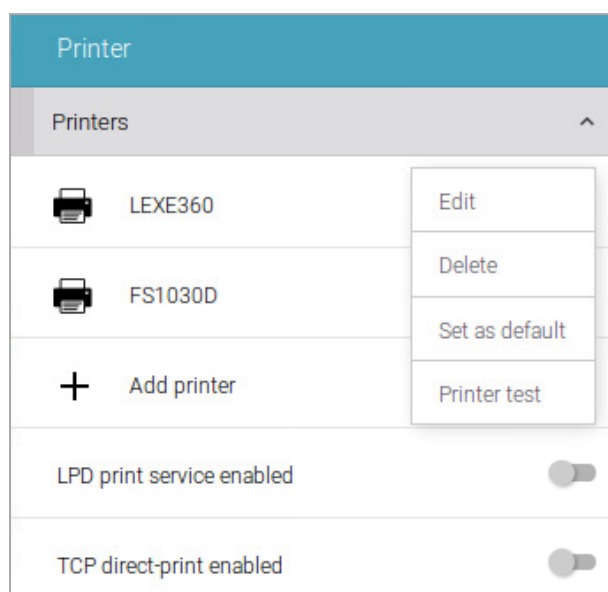 Printer
Printers
LEXE360
Edit
Delete
FS1030D
Set as default
Add printer
Printer test
LPD print service enabled
TCP direct-print enabled